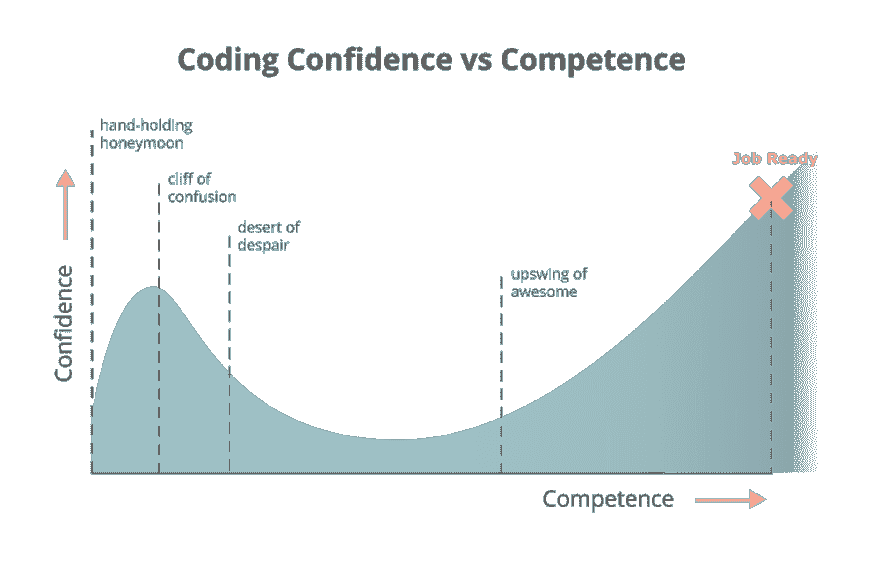 Coding Confidence vs Competence
hand-holding
honeymoon
cliff of
confusion
desert of
despair
upswing of
awesome
Job Ready
Confidence
Competence